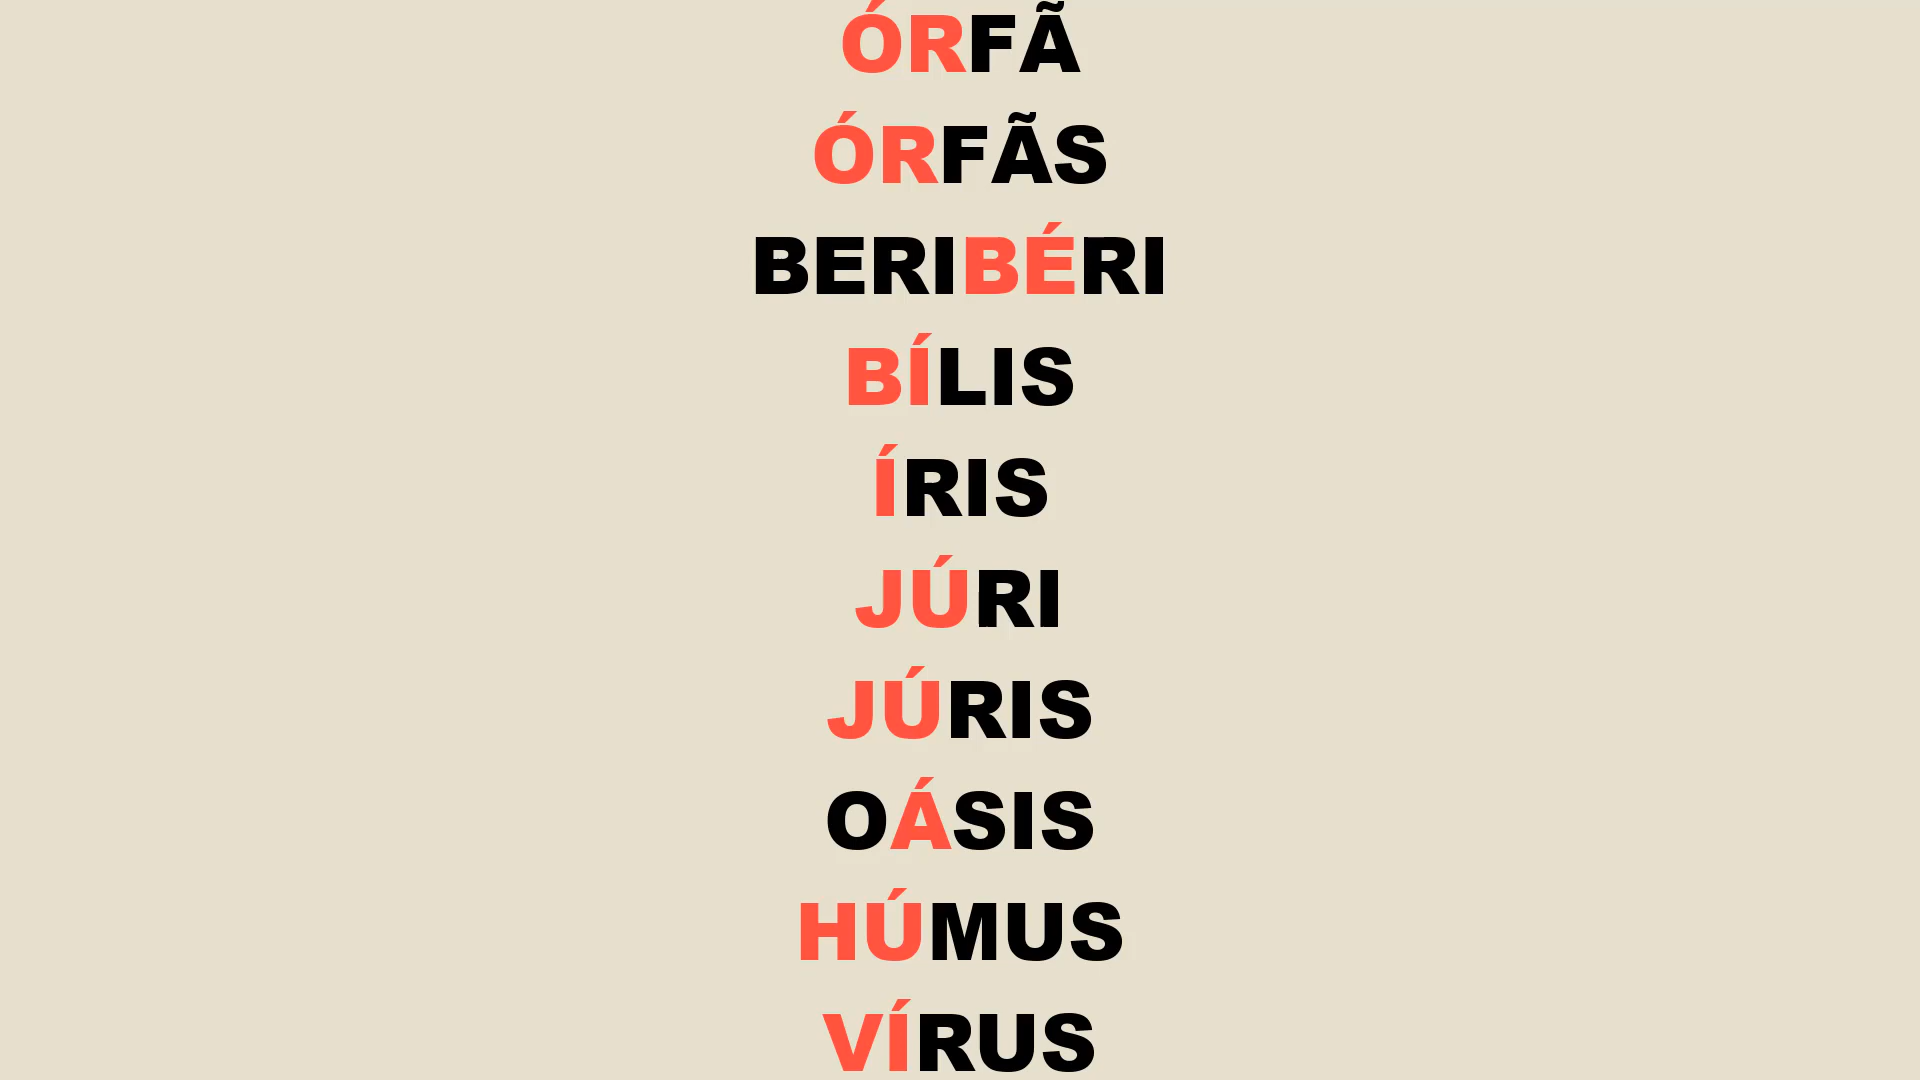 ÓRFÃ
ÓRFÃS
BERIBÉRI
BÍLIS
ÍRIS
JÚRI
JÚRIS
OÁSIS
HÚMUS
VÍRUS